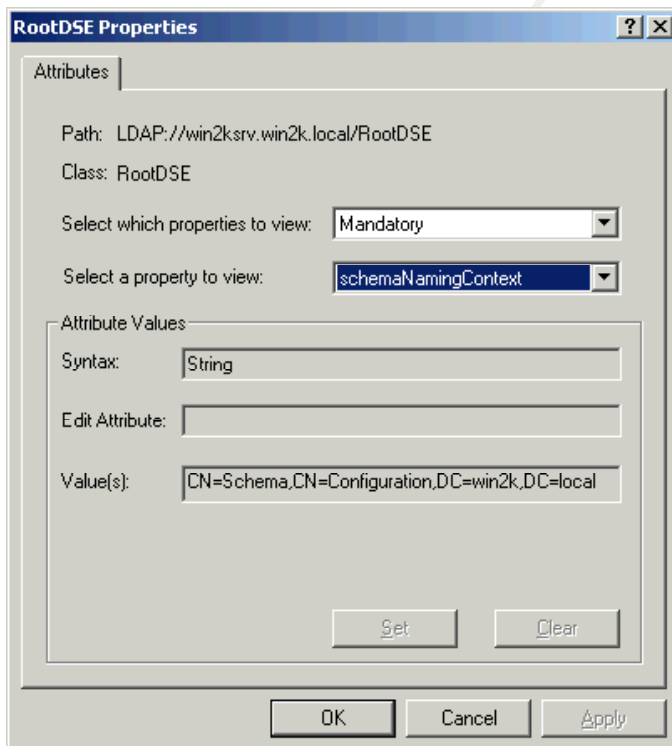 RootDSE Properties
Attributes
Path: LDAP://win2ksrv.win2k.local/RootDSE
Class: RootDSE
Select which properties to view: Mandatory
Select a property to view: schemaNamingContext
Attribute Values
Syntax: String
Edit Attribute:
Value(s): CN=Schema,CN=Configuration,DC=win2k,DC=local
Set Clear
OK Cancel Apply